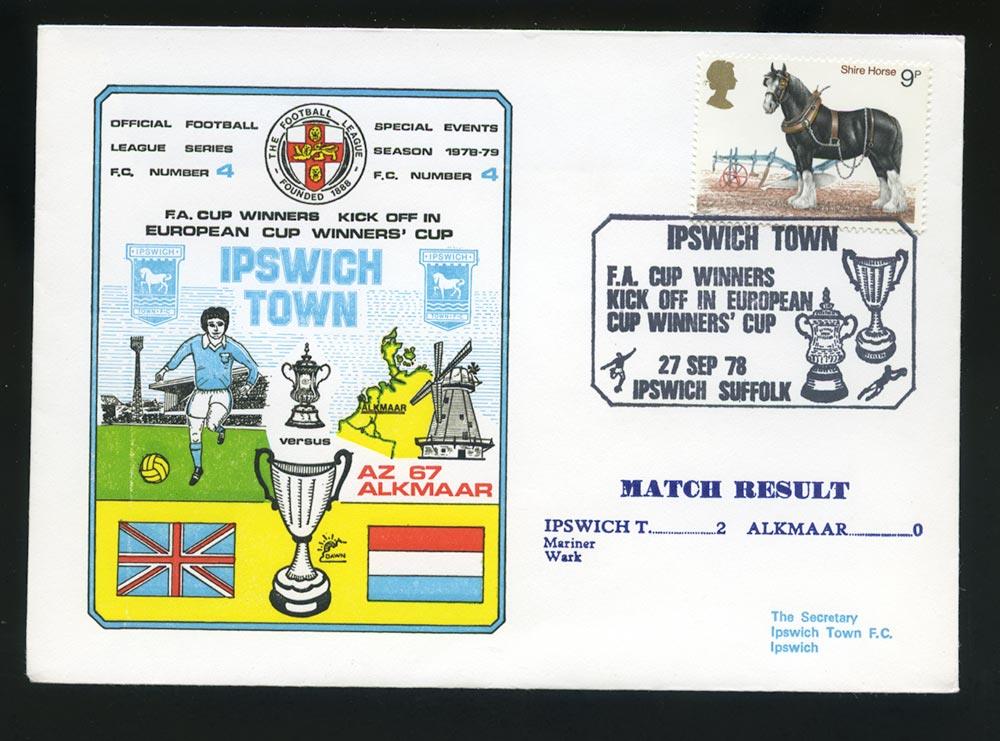 OFFICIAL FOOTBALL
LEAGUE SERIES
F.C. NUMBER 4
THE FOOTBALL LEAGUE
FOUNDED 1888
SPECIAL EVENTS
SEASON 1978-79
F.C. NUMBER 4
F.A. CUP WINNERS KICK OFF IN
EUROPEAN CUP WINNERS' CUP
IPSWICH
TOWN
IPSWICH
TOWN F.C
IPSWICH
TOWN F.C
ALKMAAR
versus
AZ 67
ALKMAAR
DAWN
Shire Horse 9P
IPSWICH TOWN
F.A. CUP WINNERS
KICK OFF IN EUROPEAN
CUP WINNERS' CUP
27 SEP 78
IPSWICH SUFFOLK
MATCH RESULT
IPSWICH T..................2 ALKMAAR..................0
Mariner
Wark
The Secretary
Ipswich Town F.C.
Ipswich